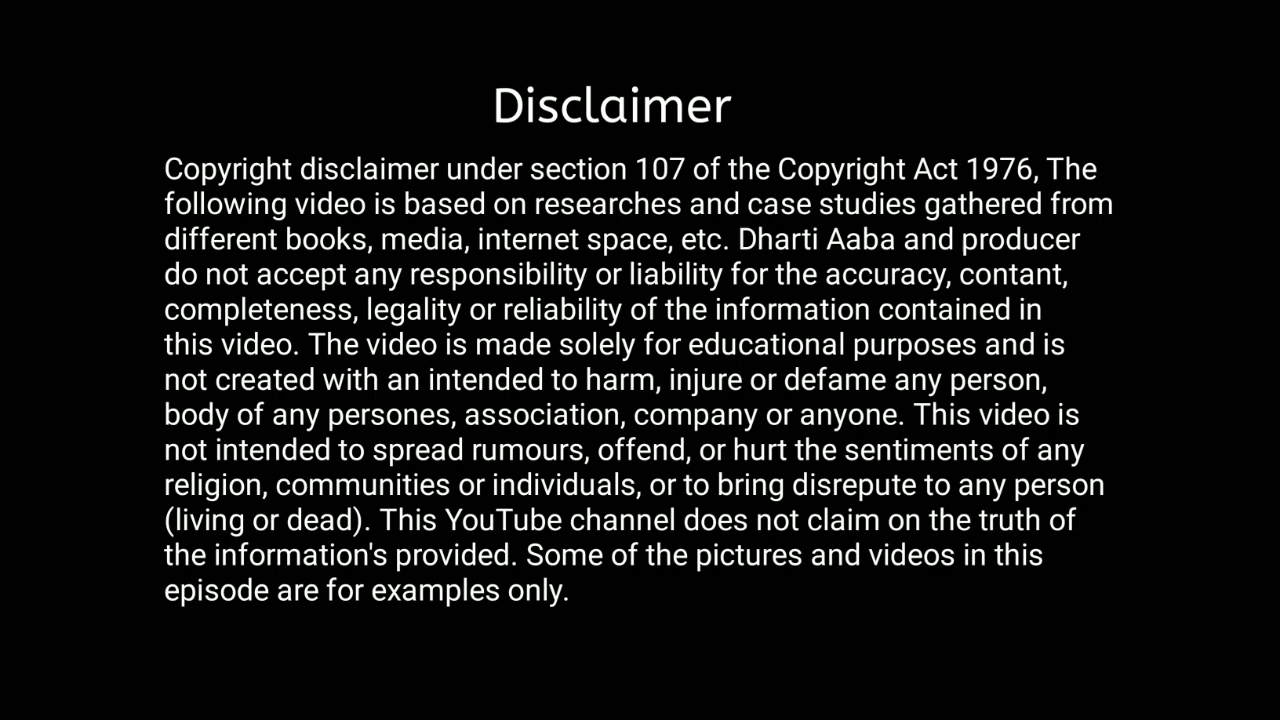 Disclaimer
Copyright disclaimer under section 107 of the Copyright Act 1976, The
following video is based on researches and case studies gathered from
different books, media, internet space, etc. Dharti Aaba and producer
do not accept any responsibility or liability for the accuracy, contant,
completeness, legality or reliability of the information contained in
this video. The video is made solely for educational purposes and is
not created with an intended to harm, injure or defame any person,
body of any persones, association, company or anyone. This video is
not intended to spread rumours, offend, or hurt the sentiments of any
religion, communities or individuals, or to bring disrepute to any person
(living or dead). This YouTube channel does not claim on the truth of
the information's provided. Some of the pictures and videos in this
episode are for examples only.